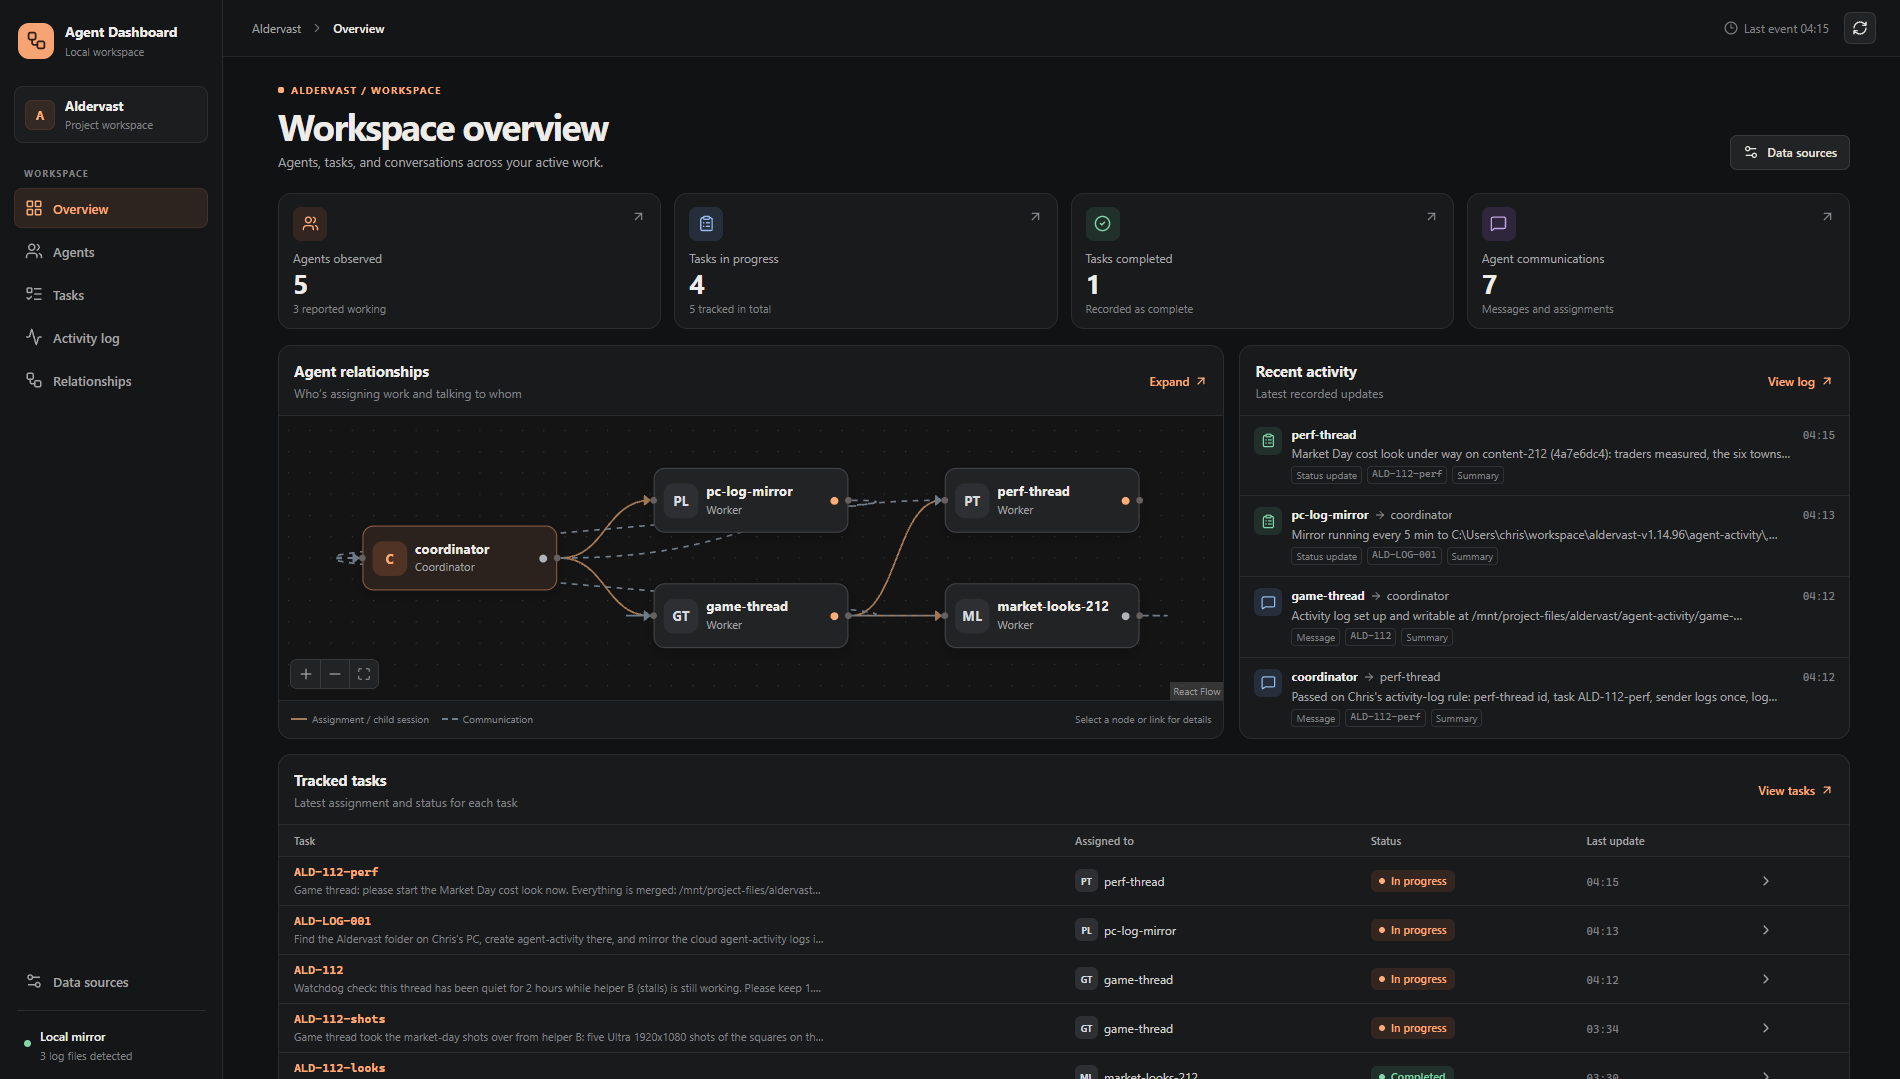 Agent Dashboard
Local workspace
A
Aldervast
Project workspace
WORKSPACE
Overview
Agents
Tasks
Activity log
Relationships
Data sources
Local mirror
3 log files detected
Aldervast > Overview
Last event 04:15
ALDERVAST / WORKSPACE
Workspace overview
Agents, tasks, and conversations across your active work.
Data sources
Agents observed
5
3 reported working
Tasks in progress
4
5 tracked in total
Tasks completed
1
Recorded as complete
Agent communications
7
Messages and assignments
Agent relationships
Who's assigning work and talking to whom
Expand
C
coordinator
Coordinator
PL
pc-log-mirror
Worker
PT
perf-thread
Worker
GT
game-thread
Worker
ML
market-looks-212
Worker
React Flow
Assignment / child session
Communication
Select a node or link for details
Recent activity
Latest recorded updates
View log
perf-thread
04:15
Market Day cost look under way on content-212 (4a7e6dc4): traders measured, the six towns...
Status update ALD-112-perf Summary
pc-log-mirror → coordinator
04:13
Mirror running every 5 min to C:\Users\chris\workspace\aldervast-v1.14.96\agent-activity\,...
Status update ALD-LOG-001 Summary
game-thread → coordinator
04:12
Activity log set up and writable at /mnt/project-files/aldervast/agent-activity/game-...
Message ALD-112 Summary
coordinator → perf-thread
04:12
Passed on Chris's activity-log rule: perf-thread id, task ALD-112-perf, sender logs once, log...
Message ALD-112-perf Summary
Tracked tasks
Latest assignment and status for each task
View tasks
Task Assigned to Status Last update
ALD-112-perf
Game thread: please start the Market Day cost look now. Everything is merged: /mnt/project-files/aldervast...
PT perf-thread In progress 04:15
ALD-LOG-001
Find the Aldervast folder on Chris's PC, create agent-activity there, and mirror the cloud agent-activity logs i...
PL pc-log-mirror In progress 04:13
ALD-112
Watchdog check: this thread has been quiet for 2 hours while helper B (stalls) is still working. Please keep 1....
GT game-thread In progress 04:12
ALD-112-shots
Game thread took the market-day shots over from helper B: five Ultra 1920x1080 shots of the squares on th...
GT game-thread In progress 03:34
ALD-112-looks
ML market-looks-212 Completed 03:30